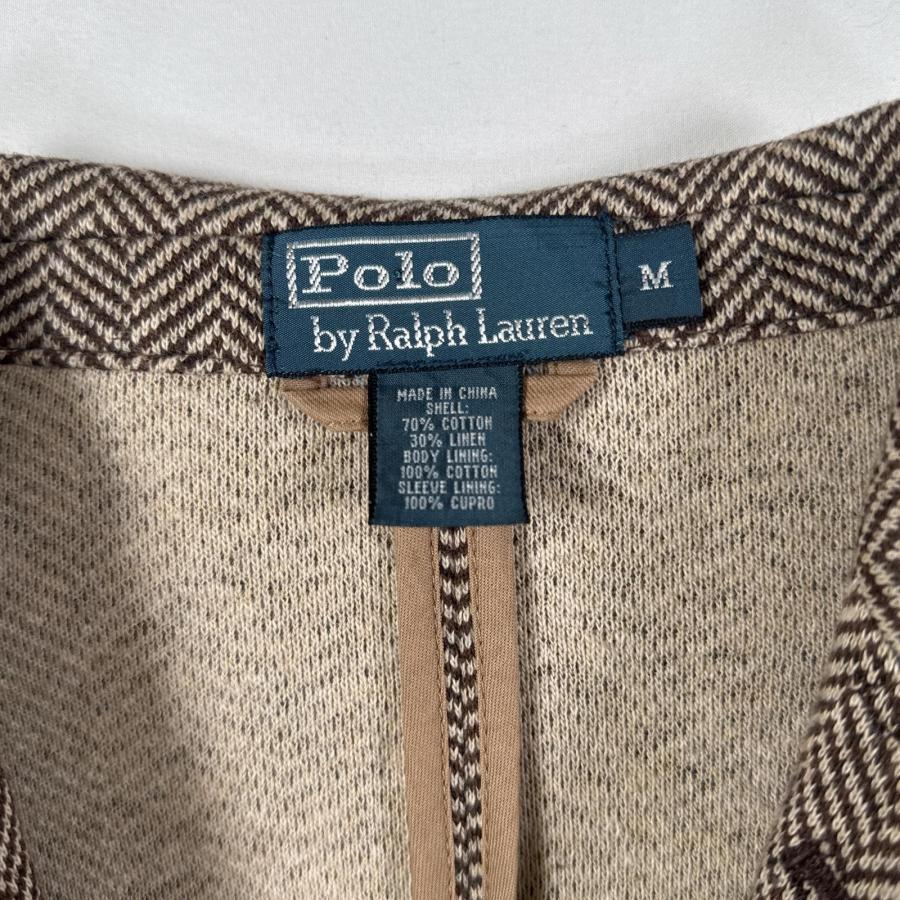 Polo
by Ralph Lauren
M
MADE IN CHINA
SHELL:
70% COTTON
30% LINEN
BODY LINING:
100% COTTON
SLEEVE LINING:
100% CUPRO